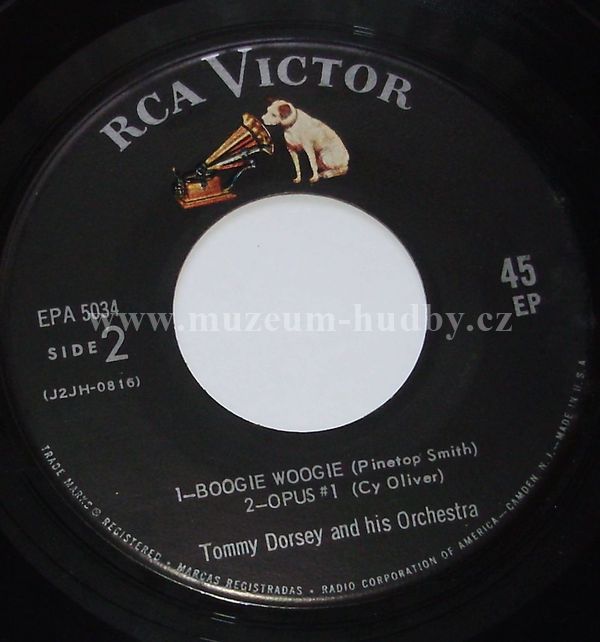 RCA VICTOR
EPA 5034
SIDE 2
(J2JH-0816)
45
EP
www.muzeum-hudby.cz
1-BOOGIE WOOGIE (Pinetop Smith)
2-OPUS #1 (Cy Oliver)
Tommy Dorsey and his Orchestra
TRADE MARKS ® REGISTERED • MARCAS REGISTRADAS • RADIO CORPORATION OF AMERICA—CAMDEN, N.J.—MADE IN U.S.A.